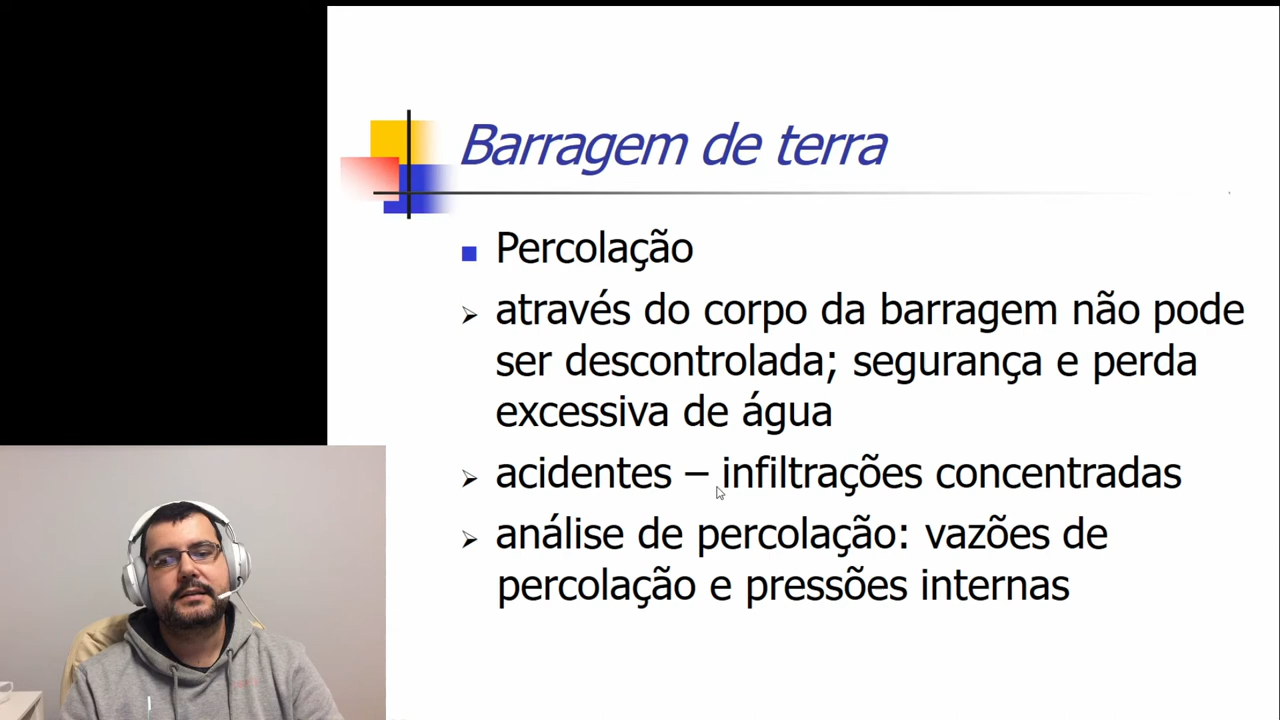 Barragem de terra
Percolação
através do corpo da barragem não pode
ser descontrolada; segurança e perda
excessiva de água
acidentes – infiltrações concentradas
análise de percolação: vazões de
percolação e pressões internas